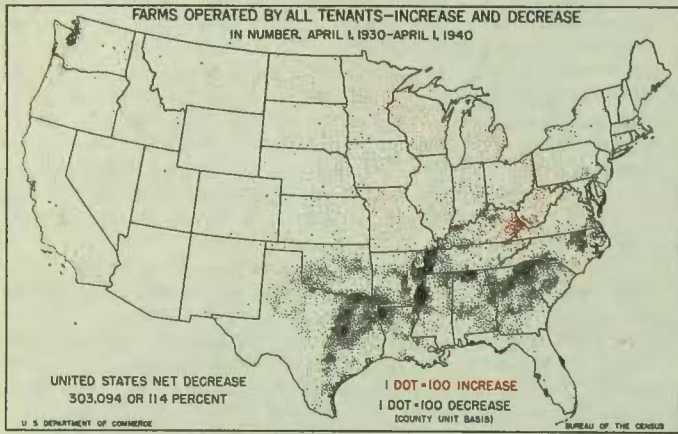 FARMS OPERATED BY ALL TENANTS-INCREASE AND DECREASE
IN NUMBER, APRIL 1, 1930-APRIL 1, 1940
UNITED STATES NET DECREASE
303,094 OR 11.4 PERCENT
1 DOT = 100 INCREASE
1 DOT = 100 DECREASE
(COUNTY UNIT BASIS)
U S DEPARTMENT OF COMMERCE
BUREAU OF THE CENSUS